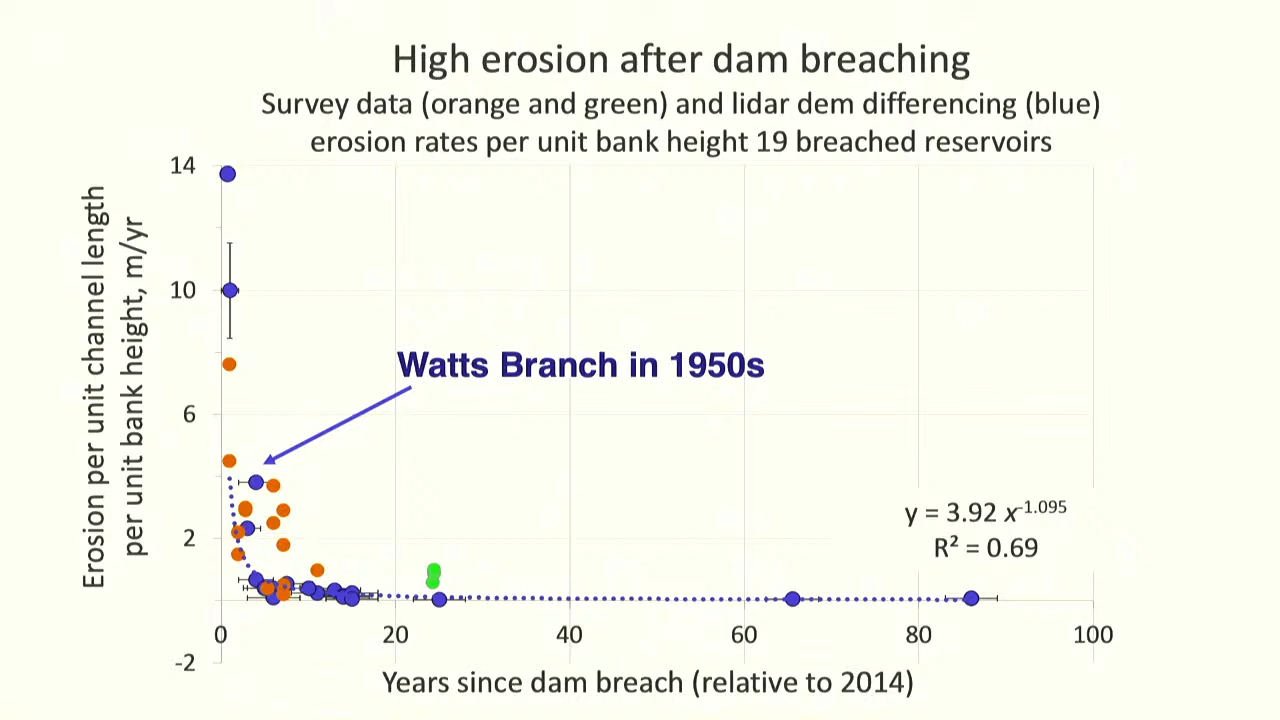 High erosion after dam breaching
Survey data (orange and green) and lidar dem differencing (blue)
erosion rates per unit bank height 19 breached reservoirs
Erosion per unit channel length
per unit bank height, m/yr
14
10
6
2
-2
Watts Branch in 1950s
y = 3.92 x^-1.095
R² = 0.69
0
20
40
60
80
100
Years since dam breach (relative to 2014)